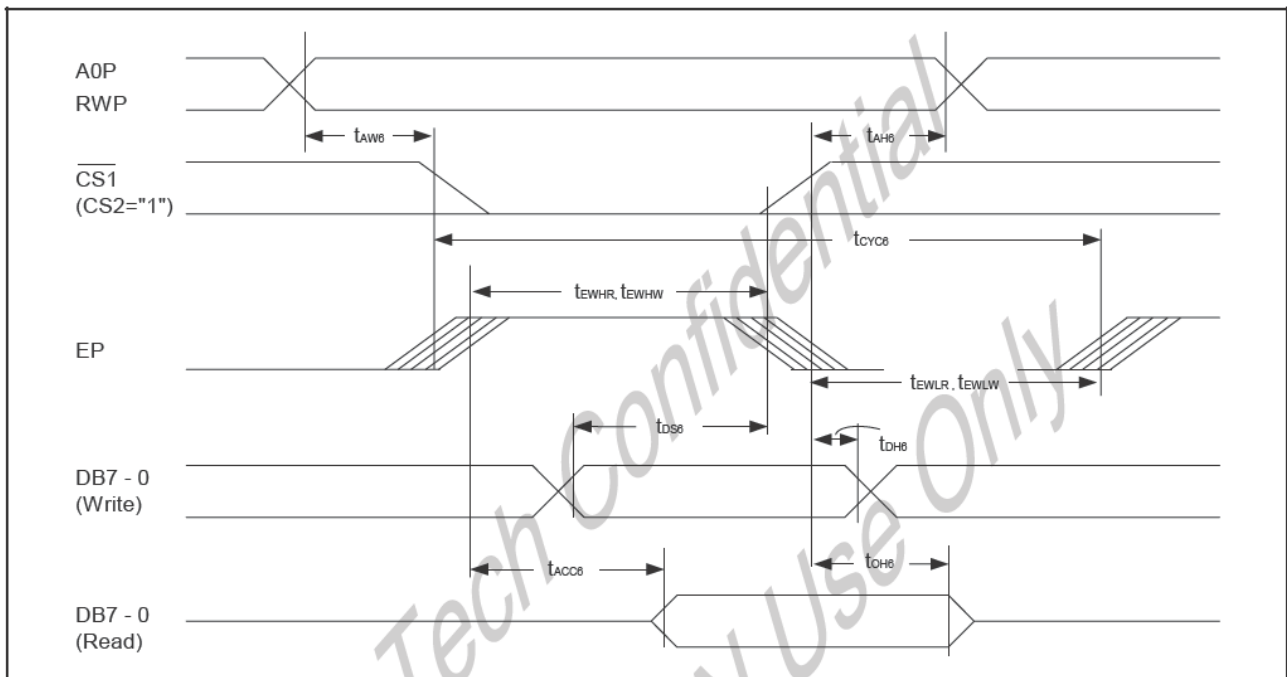 A0P
RWP
tAW6
tAH6
CS1
(CS2="1")
tCYC6
tEWHR, tEWHW
EP
tEWLR, tEWLW
tDS6
tDH6
DB7 - 0
(Write)
tACC6
tOH6
DB7 - 0
(Read)
Tech Confidential
Use Only